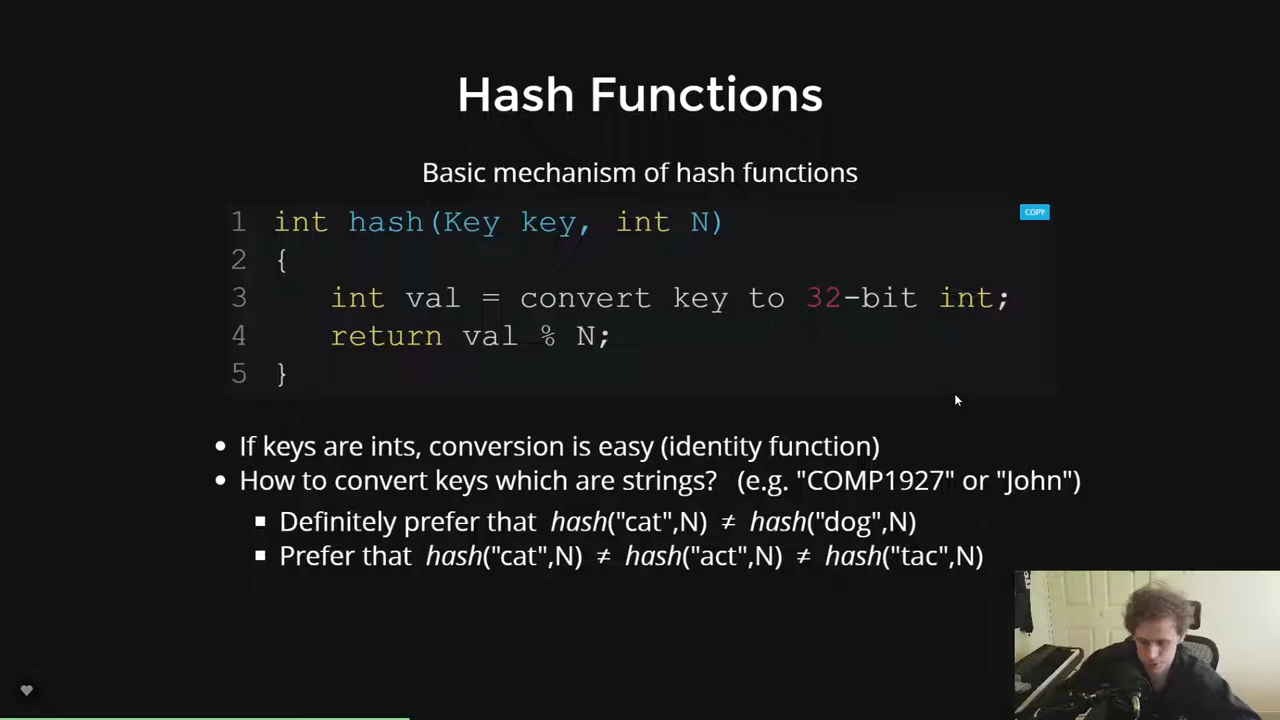 Hash Functions
Basic mechanism of hash functions
COPY
1 int hash(Key key, int N)
2 {
3    int val = convert key to 32-bit int;
4    return val % N;
5 }
• If keys are ints, conversion is easy (identity function)
• How to convert keys which are strings? (e.g. "COMP1927" or "John")
▪ Definitely prefer that hash("cat",N) ≠ hash("dog",N)
▪ Prefer that hash("cat",N) ≠ hash("act",N) ≠ hash("tac",N)